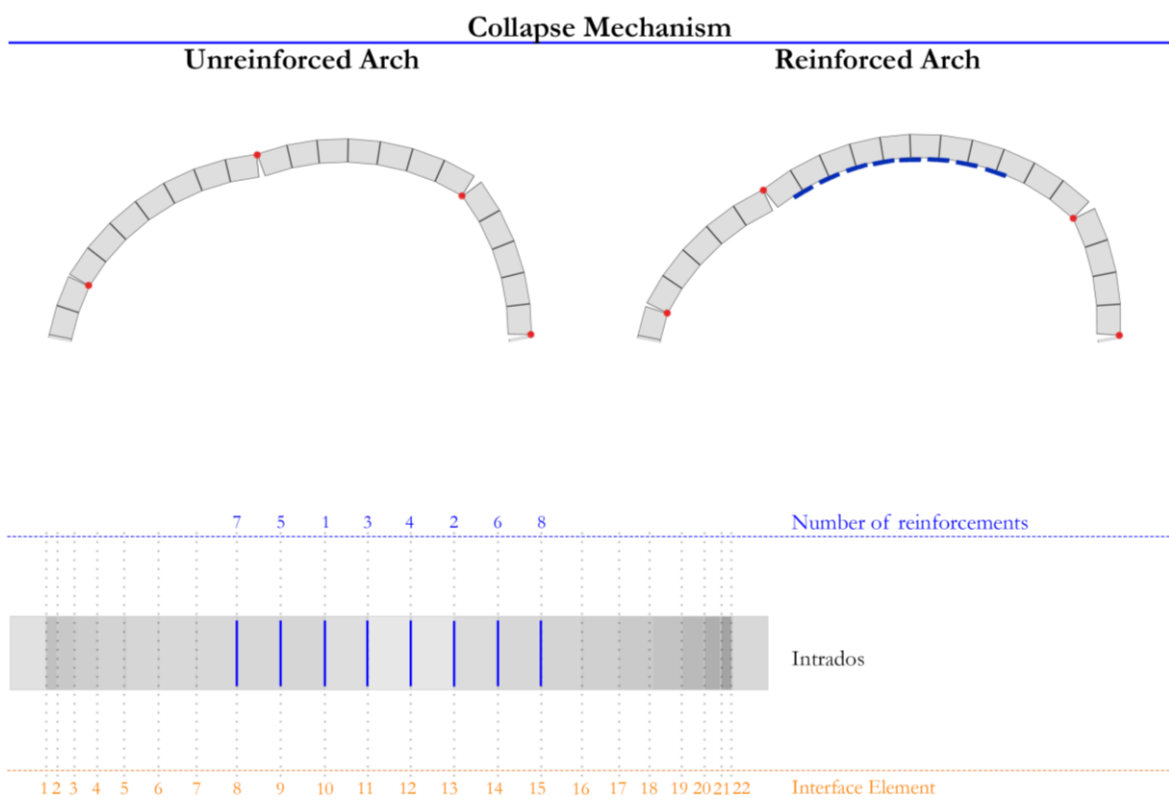 Collapse Mechanism
Unreinforced Arch Reinforced Arch
7 5 1 3 4 2 6 8 Number of reinforcements
Intrados
1 2 3 4 5 6 7 8 9 10 11 12 13 14 15 16 17 18 19 20 21 22 Interface Element